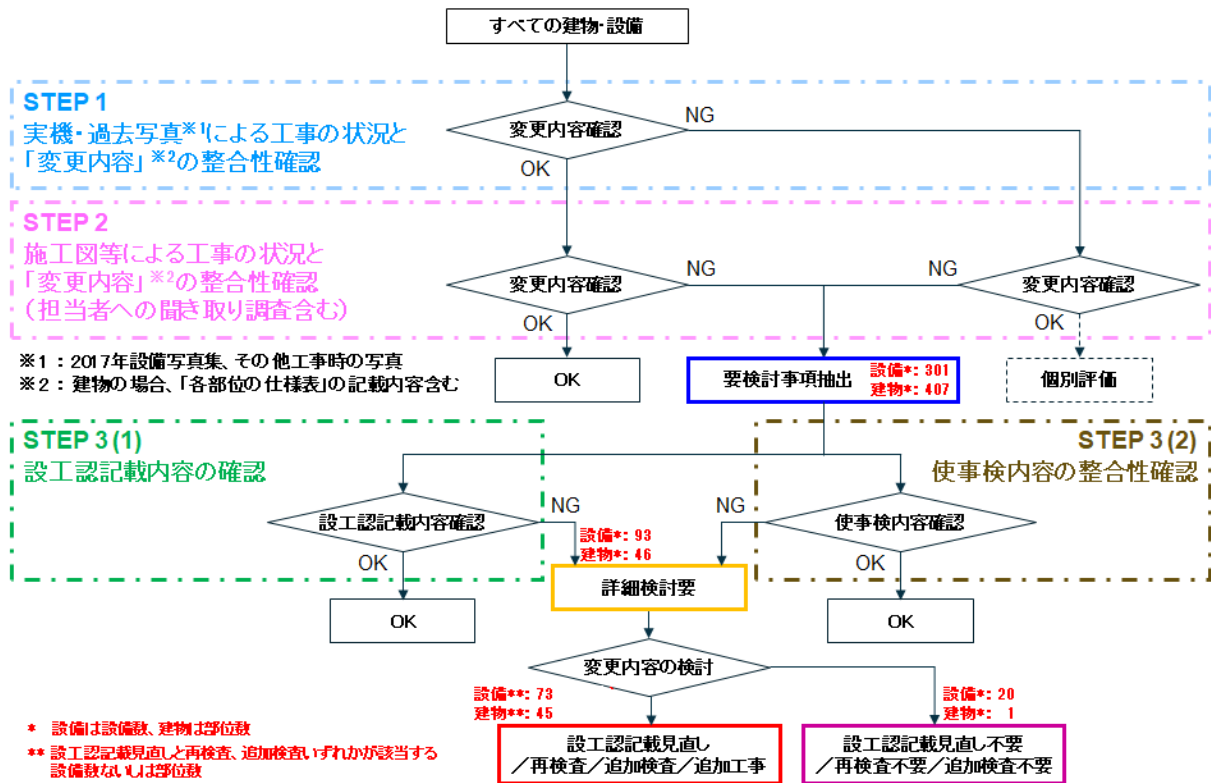 すべての建物・設備
STEP 1
実機・過去写真※1による工事の状況と
「変更内容」※2の整合性確認
変更内容確認
NG
OK
STEP 2
施工図等による工事の状況と
「変更内容」※2の整合性確認
(担当者への聞き取り調査含む)
変更内容確認
NG
NG
変更内容確認
OK
OK
※1:2017年設備写真集、その他工事時の写真
※2:建物の場合、「各部位の仕様表」の記載内容含む
OK
要検討事項抽出
設備*: 301
建物*: 407
個別評価
STEP 3 (1)
設工認記載内容の確認
STEP 3 (2)
使事検内容の整合性確認
設工認記載内容確認
NG
NG
使事検内容確認
設備*: 93
建物*: 46
OK
OK
詳細検討要
OK
OK
変更内容の検討
設備**: 73
建物**: 45
設備*: 20
建物*: 1
* 設備は設備数、建物は部位数
** 設工認記載見直しと再検査、追加検査いずれかが該当する
設備数ないしは部位数
設工認記載見直し
/再検査/追加検査/追加工事
設工認記載見直し不要
/再検査不要/追加検査不要